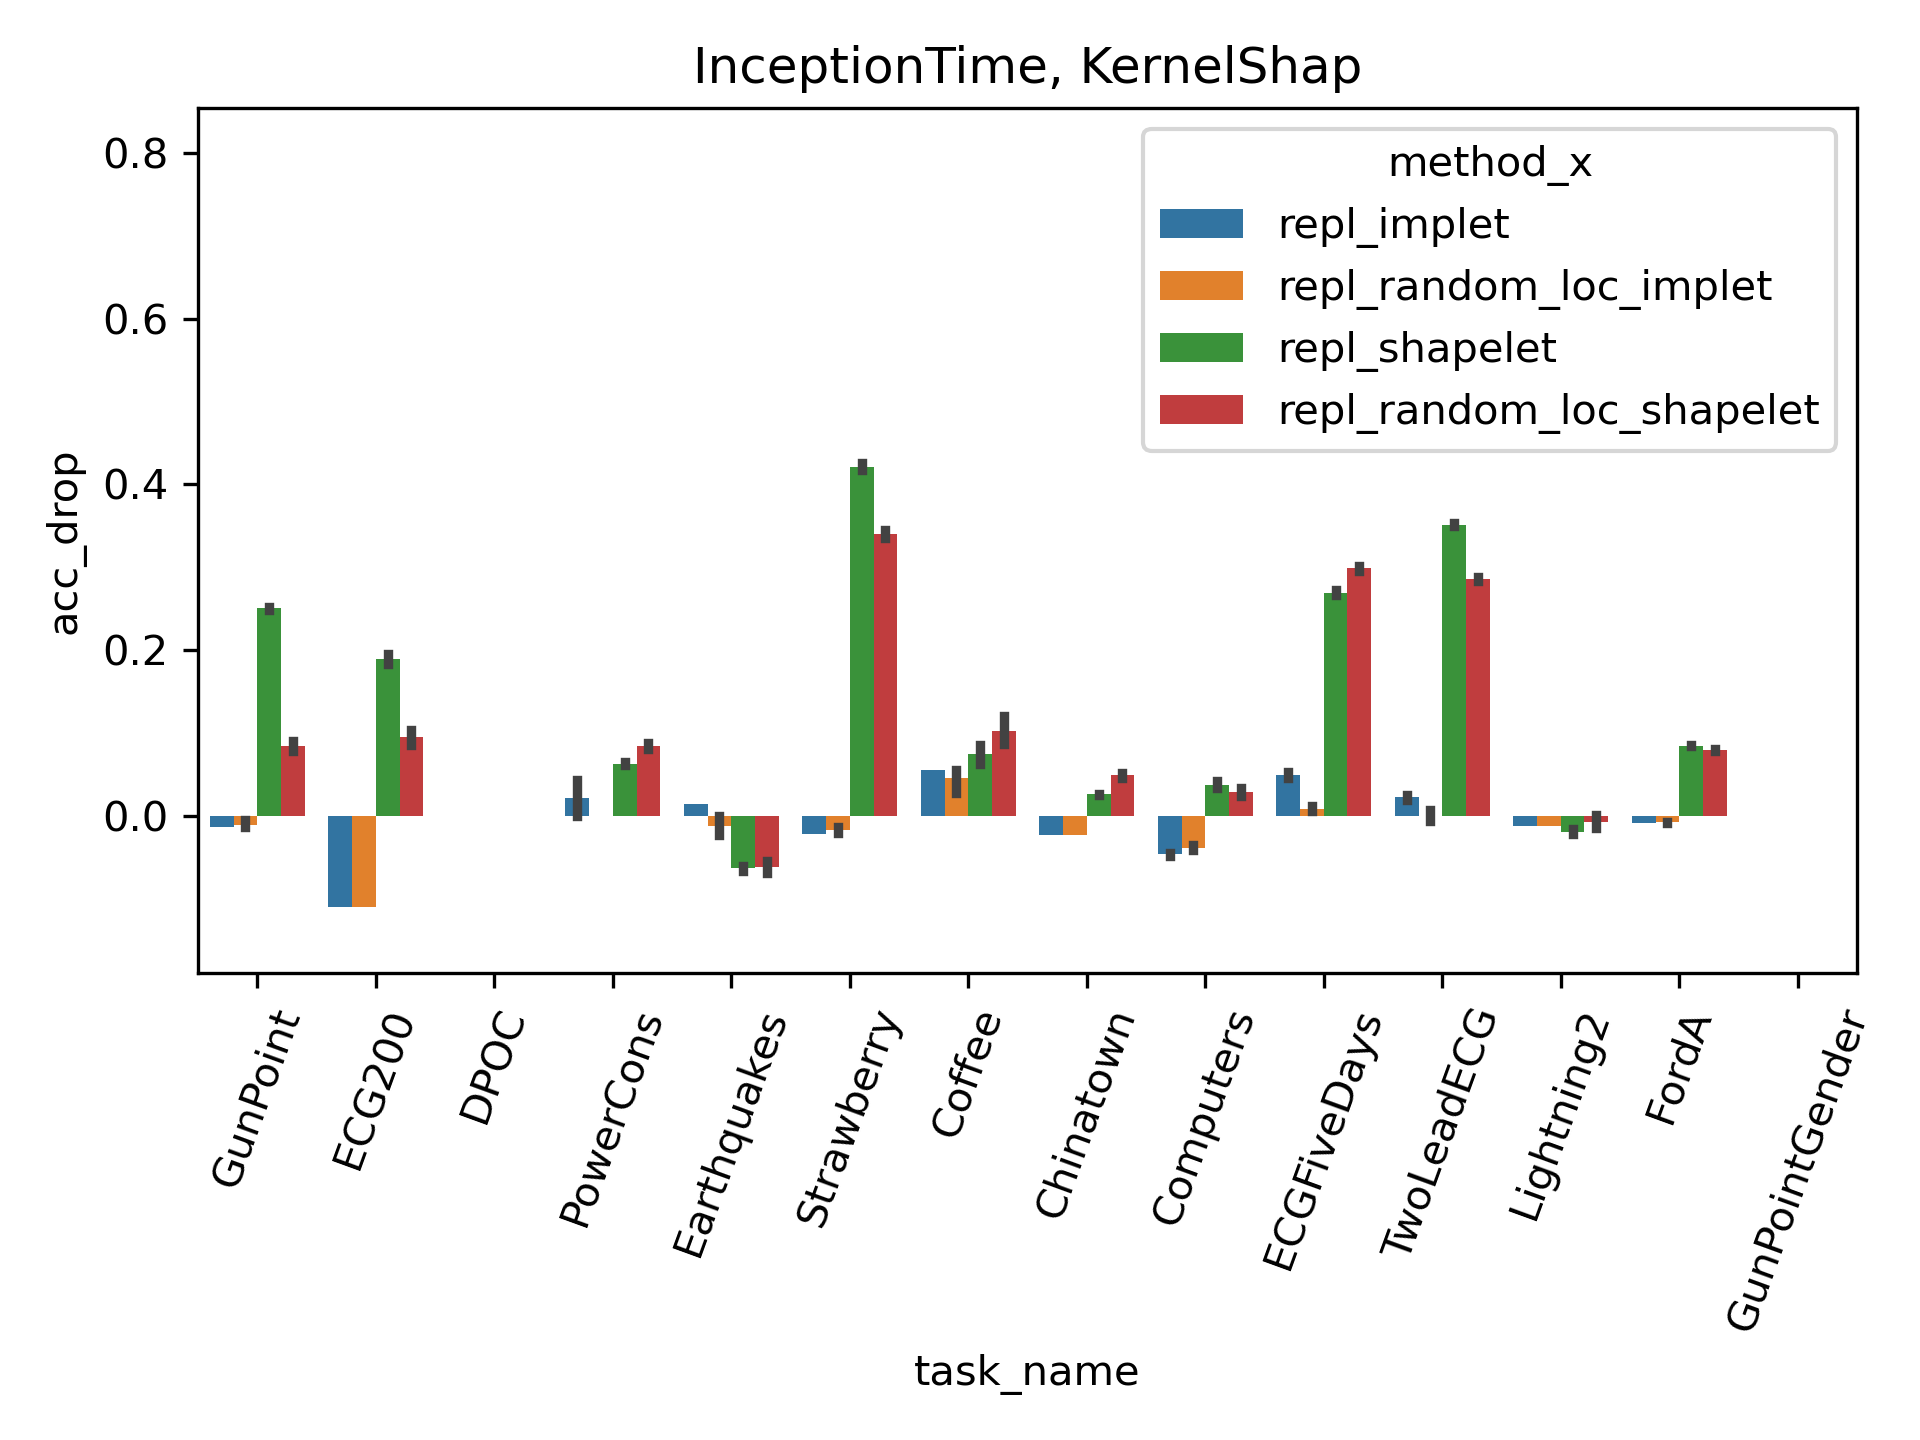 InceptionTime, KernelShap
method_x
repl_implet
repl_random_loc_implet
repl_shapelet
repl_random_loc_shapelet
acc_drop
0.8
0.6
0.4
0.2
0.0
GunPoint
ECG200
DPOC
PowerCons
Earthquakes
Strawberry
Coffee
Chinatown
Computers
ECGFiveDays
TwoLeadECG
Lightning2
FordA
GunPointGender
task_name